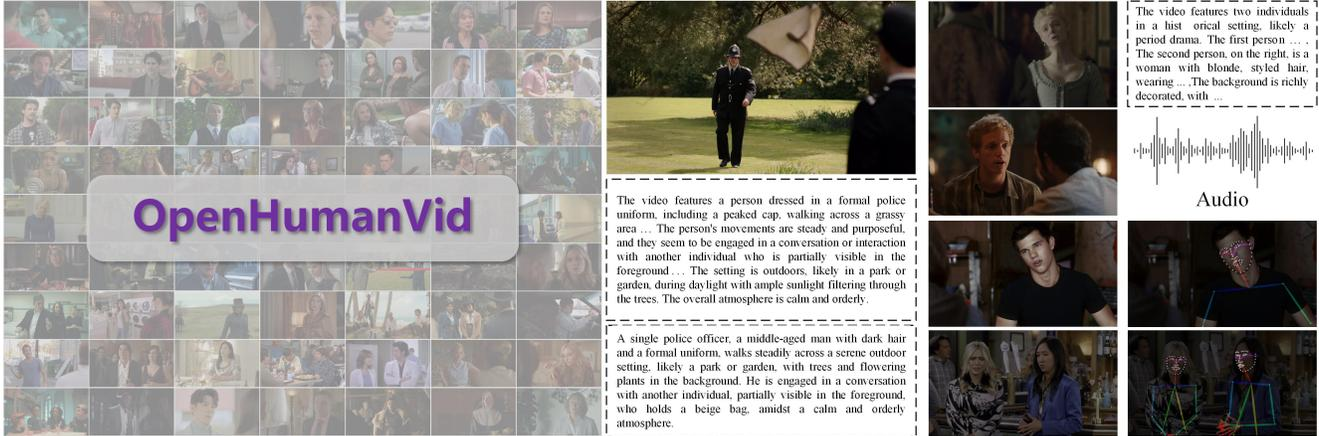 OpenHumanVid
The video features a person dressed in a formal police
uniform, including a peaked cap, walking across a grassy
area ... The person's movements are steady and purposeful,
and they seem to be engaged in a conversation or interaction
with another individual who is partially visible in the
foreground ... The setting is outdoors, likely in a park or
garden, during daylight with ample sunlight filtering through
the trees. The overall atmosphere is calm and orderly.
A single police officer, a middle-aged man with dark hair
and a formal uniform, walks steadily across a serene outdoor
setting, likely a park or garden, with trees and flowering
plants in the background. He is engaged in a conversation
with another individual, partially visible in the foreground,
who holds a beige bag, amidst a calm and orderly
atmosphere.
The video features two individuals
in a hist orical setting, likely a
period drama. The first person ... .
The second person, on the right, is a
woman with blonde, styled hair,
wearing ... ,The background is richly
decorated, with ...
Audio